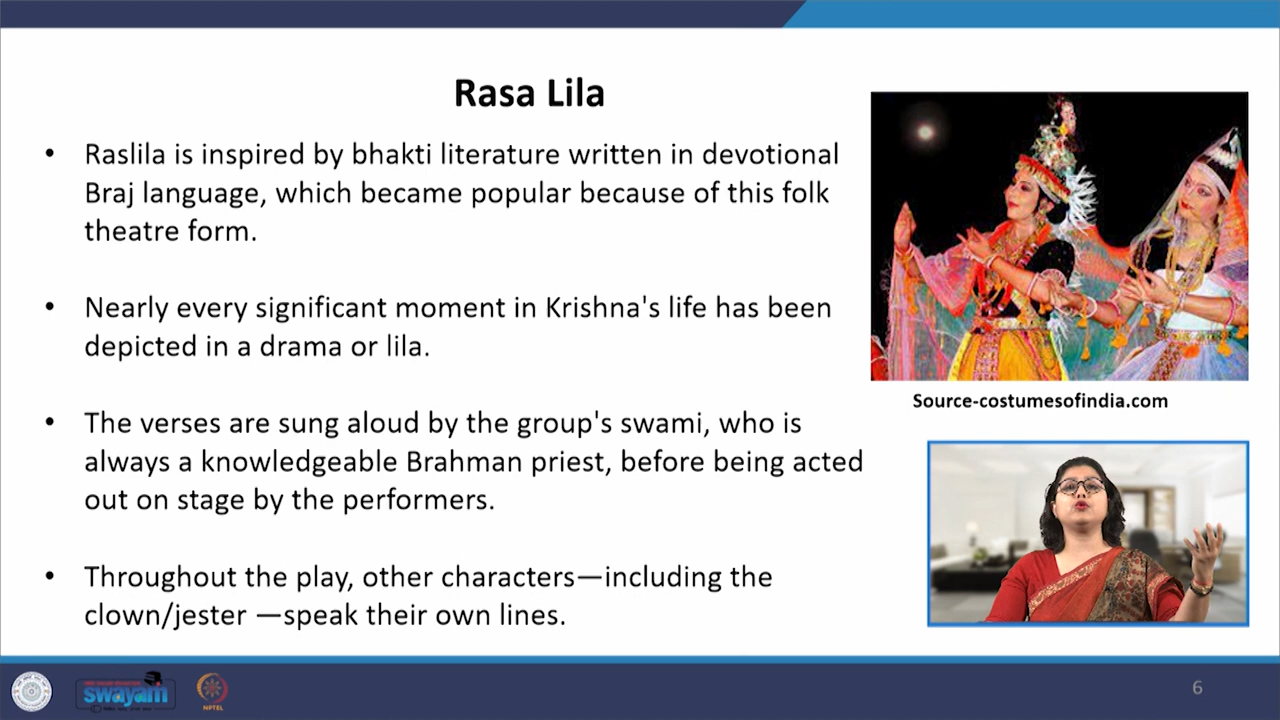 Rasa Lila
• Raslila is inspired by bhakti literature written in devotional
Braj language, which became popular because of this folk
theatre form.
• Nearly every significant moment in Krishna's life has been
depicted in a drama or lila.
• The verses are sung aloud by the group's swami, who is
always a knowledgeable Brahman priest, before being acted
out on stage by the performers.
• Throughout the play, other characters—including the
clown/jester —speak their own lines.
Source-costumesofindia.com
swayam
NPTEL
6